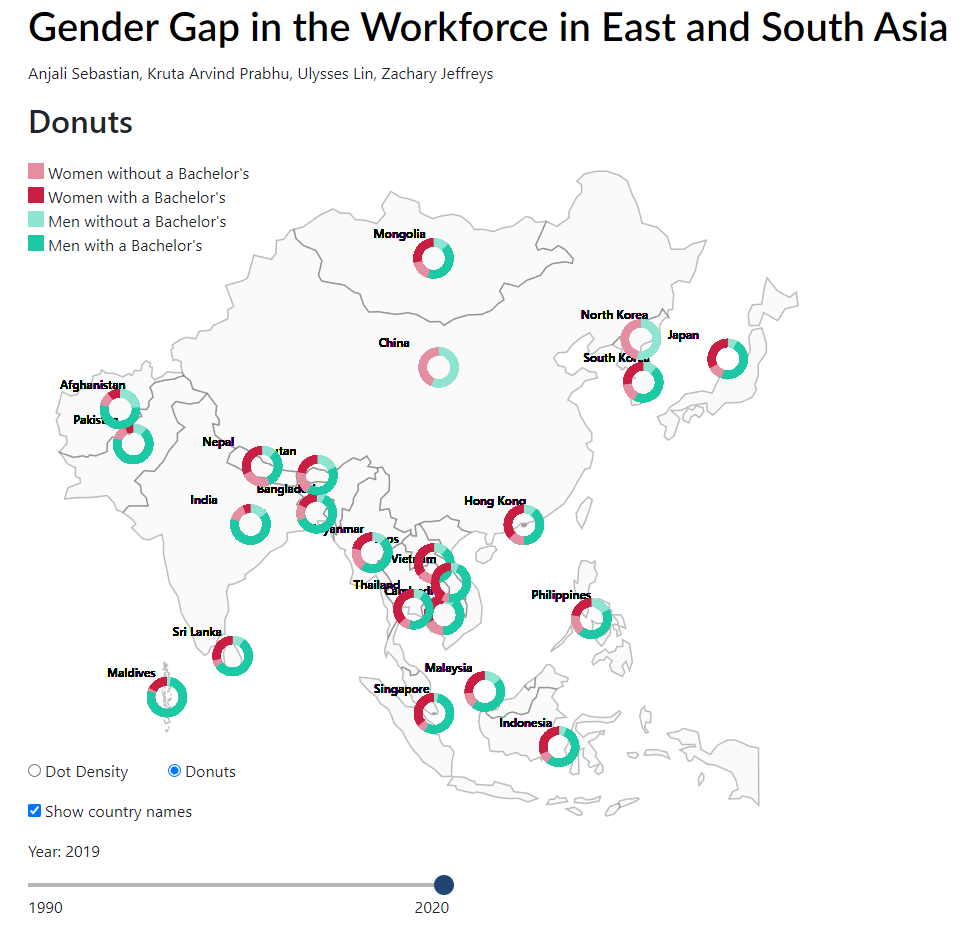 Gender Gap in the Workforce in East and South Asia
Anjali Sebastian, Kruta Arvind Prabhu, Ulysses Lin, Zachary Jeffreys
Donuts
Women without a Bachelor's
Women with a Bachelor's
Men without a Bachelor's
Men with a Bachelor's
Mongolia
North Korea
Japan
China
South Korea
Afghanistan
Pakistan
Nepal
Bangladesh
India
Hong Kong
Vietnam
Thailand
Philippines
Sri Lanka
Malaysia
Maldives
Singapore
Indonesia
Dot Density
Donuts
Show country names
Year: 2019
1990
2020